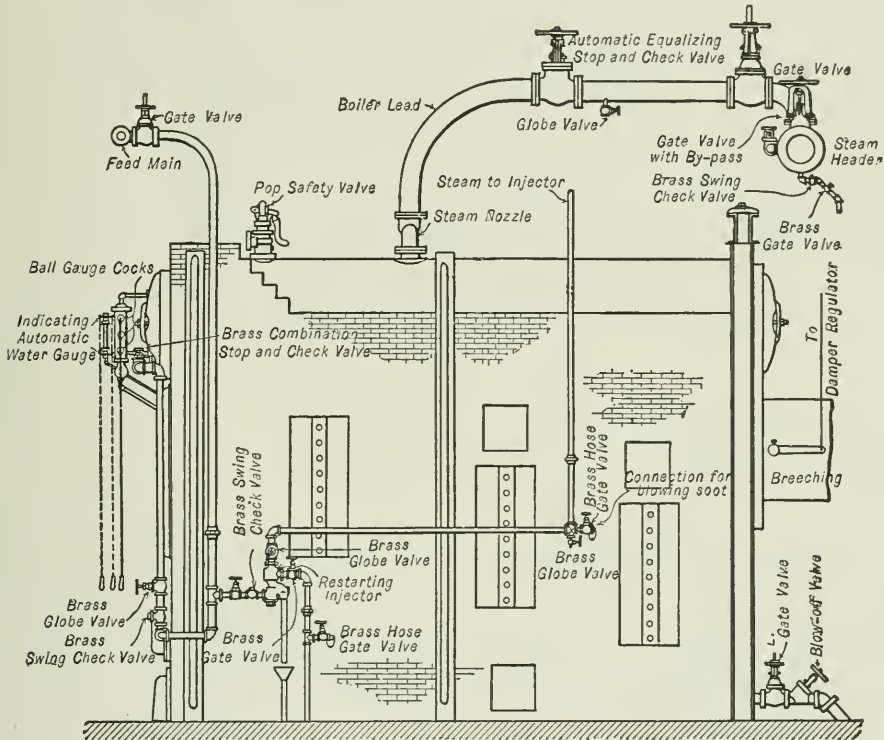 Automatic Equalizing
Stop and Check Valve
Gate Valve
Gate Valve
Boiler Lead
Globe Valve
Feed Main
Gate Valve
with By-pass
Steam
Header
Pop Safety Valve
Steam to Injector
Brass Swing
Check Valve
Steam Nozzle
Brass
Gate Valve
Ball Gauge Cocks
Indicating
Automatic
Water Gauge
Brass Combination
Stop and Check Valve
To
Damper Regulator
Brass Swing
Check Valve
Brass Hose
Gate Valve
Connection for
blowing soot
Breeching
Brass
Globe Valve
Brass
Globe Valve
Restarting
Injector
Brass
Globe Valve
Brass
Swing Check Valve
Brass
Gate Valve
Brass Hose
Gate Valve
Gate Valve
Blow-off Valve